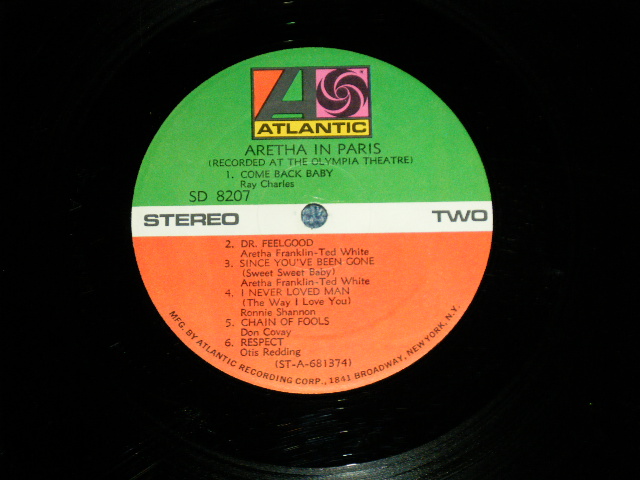 ATLANTIC
ARETHA IN PARIS
(RECORDED AT THE OLYMPIA THEATRE)
1. COME BACK BABY
Ray Charles
SD 8207
STEREO TWO
2. DR. FEELGOOD
Aretha Franklin-Ted White
3. SINCE YOU'VE BEEN GONE
(Sweet Sweet Baby)
Aretha Franklin-Ted White
4. I NEVER LOVED MAN
(The Way I Love You)
Ronnie Shannon
5. CHAIN OF FOOLS
Don Covay
6. RESPECT
Otis Redding
(ST-A-681374)
MFG. BY ATLANTIC RECORDING CORP., 1841 BROADWAY, NEW YORK, N.Y.